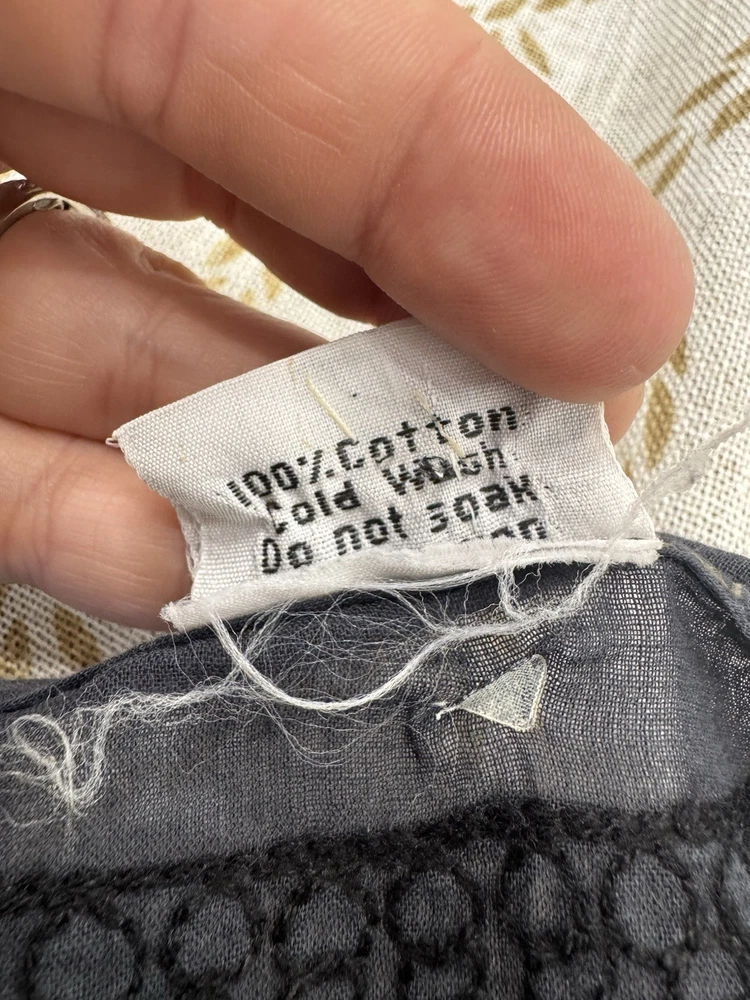 100% Cotton
Cold Wash
Do not soak